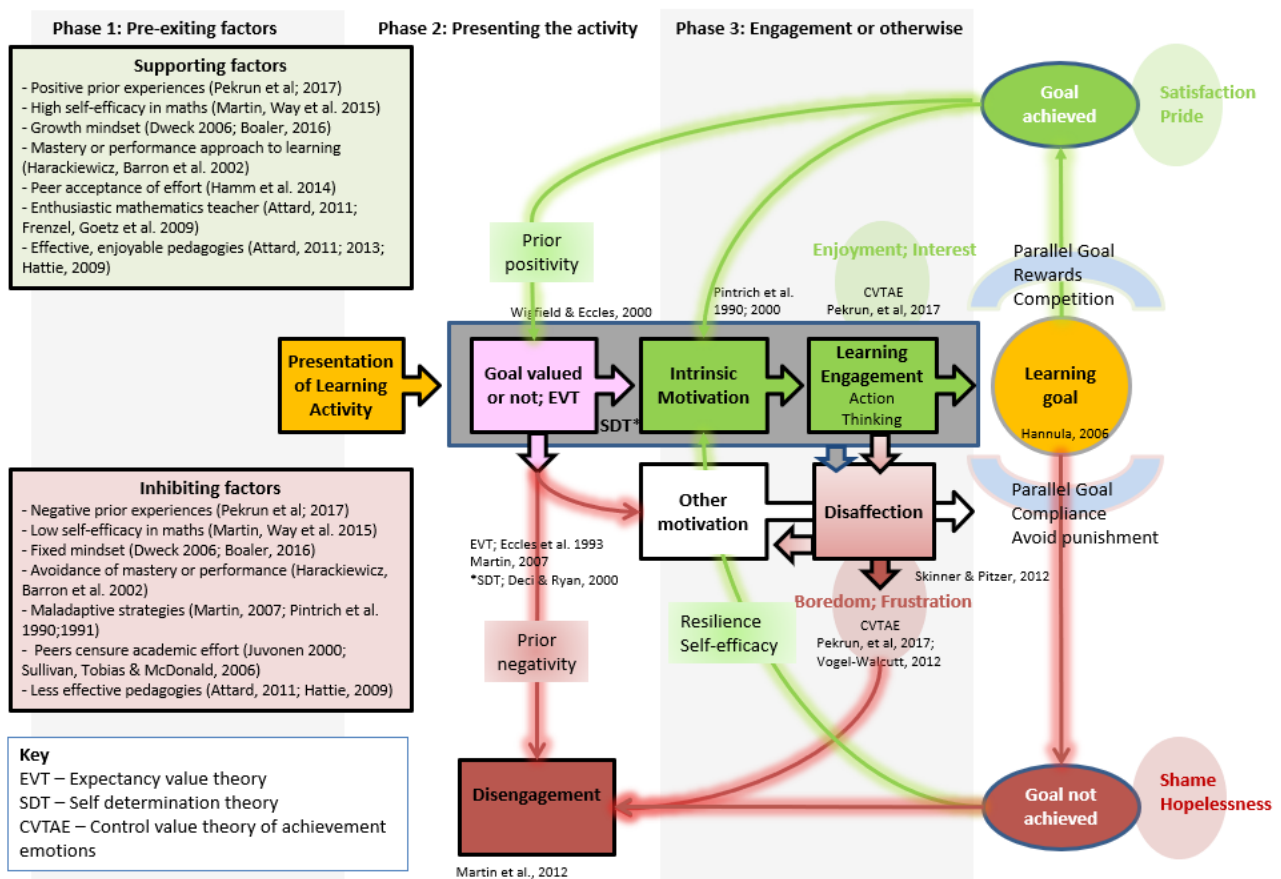 Phase 1: Pre-exiting factors
Phase 2: Presenting the activity
Phase 3: Engagement or otherwise
Supporting factors
- Positive prior experiences (Pekrun et al; 2017)
- High self-efficacy in maths (Martin, Way et al. 2015)
- Growth mindset (Dweck 2006; Boaler, 2016)
- Mastery or performance approach to learning
(Harackiewicz, Barron et al. 2002)
- Peer acceptance of effort (Hamm et al. 2014)
- Enthusiastic mathematics teacher (Attard, 2011;
Frenzel, Goetz et al. 2009)
- Effective, enjoyable pedagogies (Attard, 2011; 2013;
Hattie, 2009)
Goal
achieved
Satisfaction
Pride
Prior
positivity
Enjoyment; Interest
CVTAE
Pekrun, et al, 2017
Pintrich et al.
1990; 2000
Wigfield & Eccles, 2000
Parallel Goal
Rewards
Competition
Presentation
of Learning
Activity
Goal valued
or not; EVT
SDT*
Intrinsic
Motivation
Learning
Engagement
Action
Thinking
Learning
goal
Hannula, 2006
Inhibiting factors
- Negative prior experiences (Pekrun et al; 2017)
- Low self-efficacy in maths (Martin, Way et al. 2015)
- Fixed mindset (Dweck 2006; Boaler, 2016)
- Avoidance of mastery or performance (Harackiewicz,
Barron et al. 2002)
- Maladaptive strategies (Martin, 2007; Pintrich et al.
1990;1991)
- Peers censure academic effort (Juvonen 2000;
Sullivan, Tobias & McDonald, 2006)
- Less effective pedagogies (Attard, 2011; Hattie, 2009)
Other
motivation
Disaffection
Parallel Goal
Compliance
Avoid punishment
EVT; Eccles et al. 1993
Martin, 2007
*SDT; Deci & Ryan, 2000
Skinner & Pitzer, 2012
Boredom; Frustration
CVTAE
Pekrun, et al, 2017;
Vogel-Walcutt, 2012
Resilience
Self-efficacy
Prior
negativity
Key
EVT – Expectancy value theory
SDT – Self determination theory
CVTAE – Control value theory of achievement
emotions
Disengagement
Martin et al., 2012
Goal not
achieved
Shame
Hopelessness